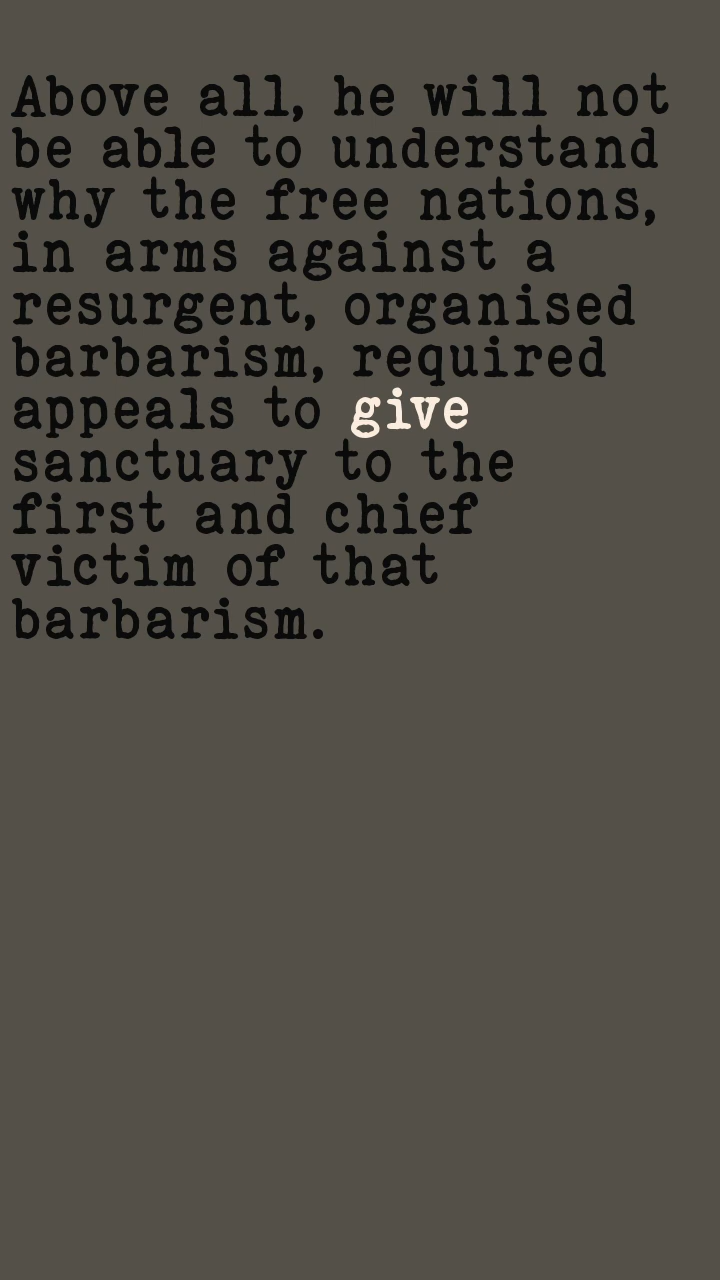 Above all, he will not
be able to understand
why the free nations,
in arms against a
resurgent, organised
barbarism, required
appeals to give
sanctuary to the
first and chief
victim of that
barbarism.